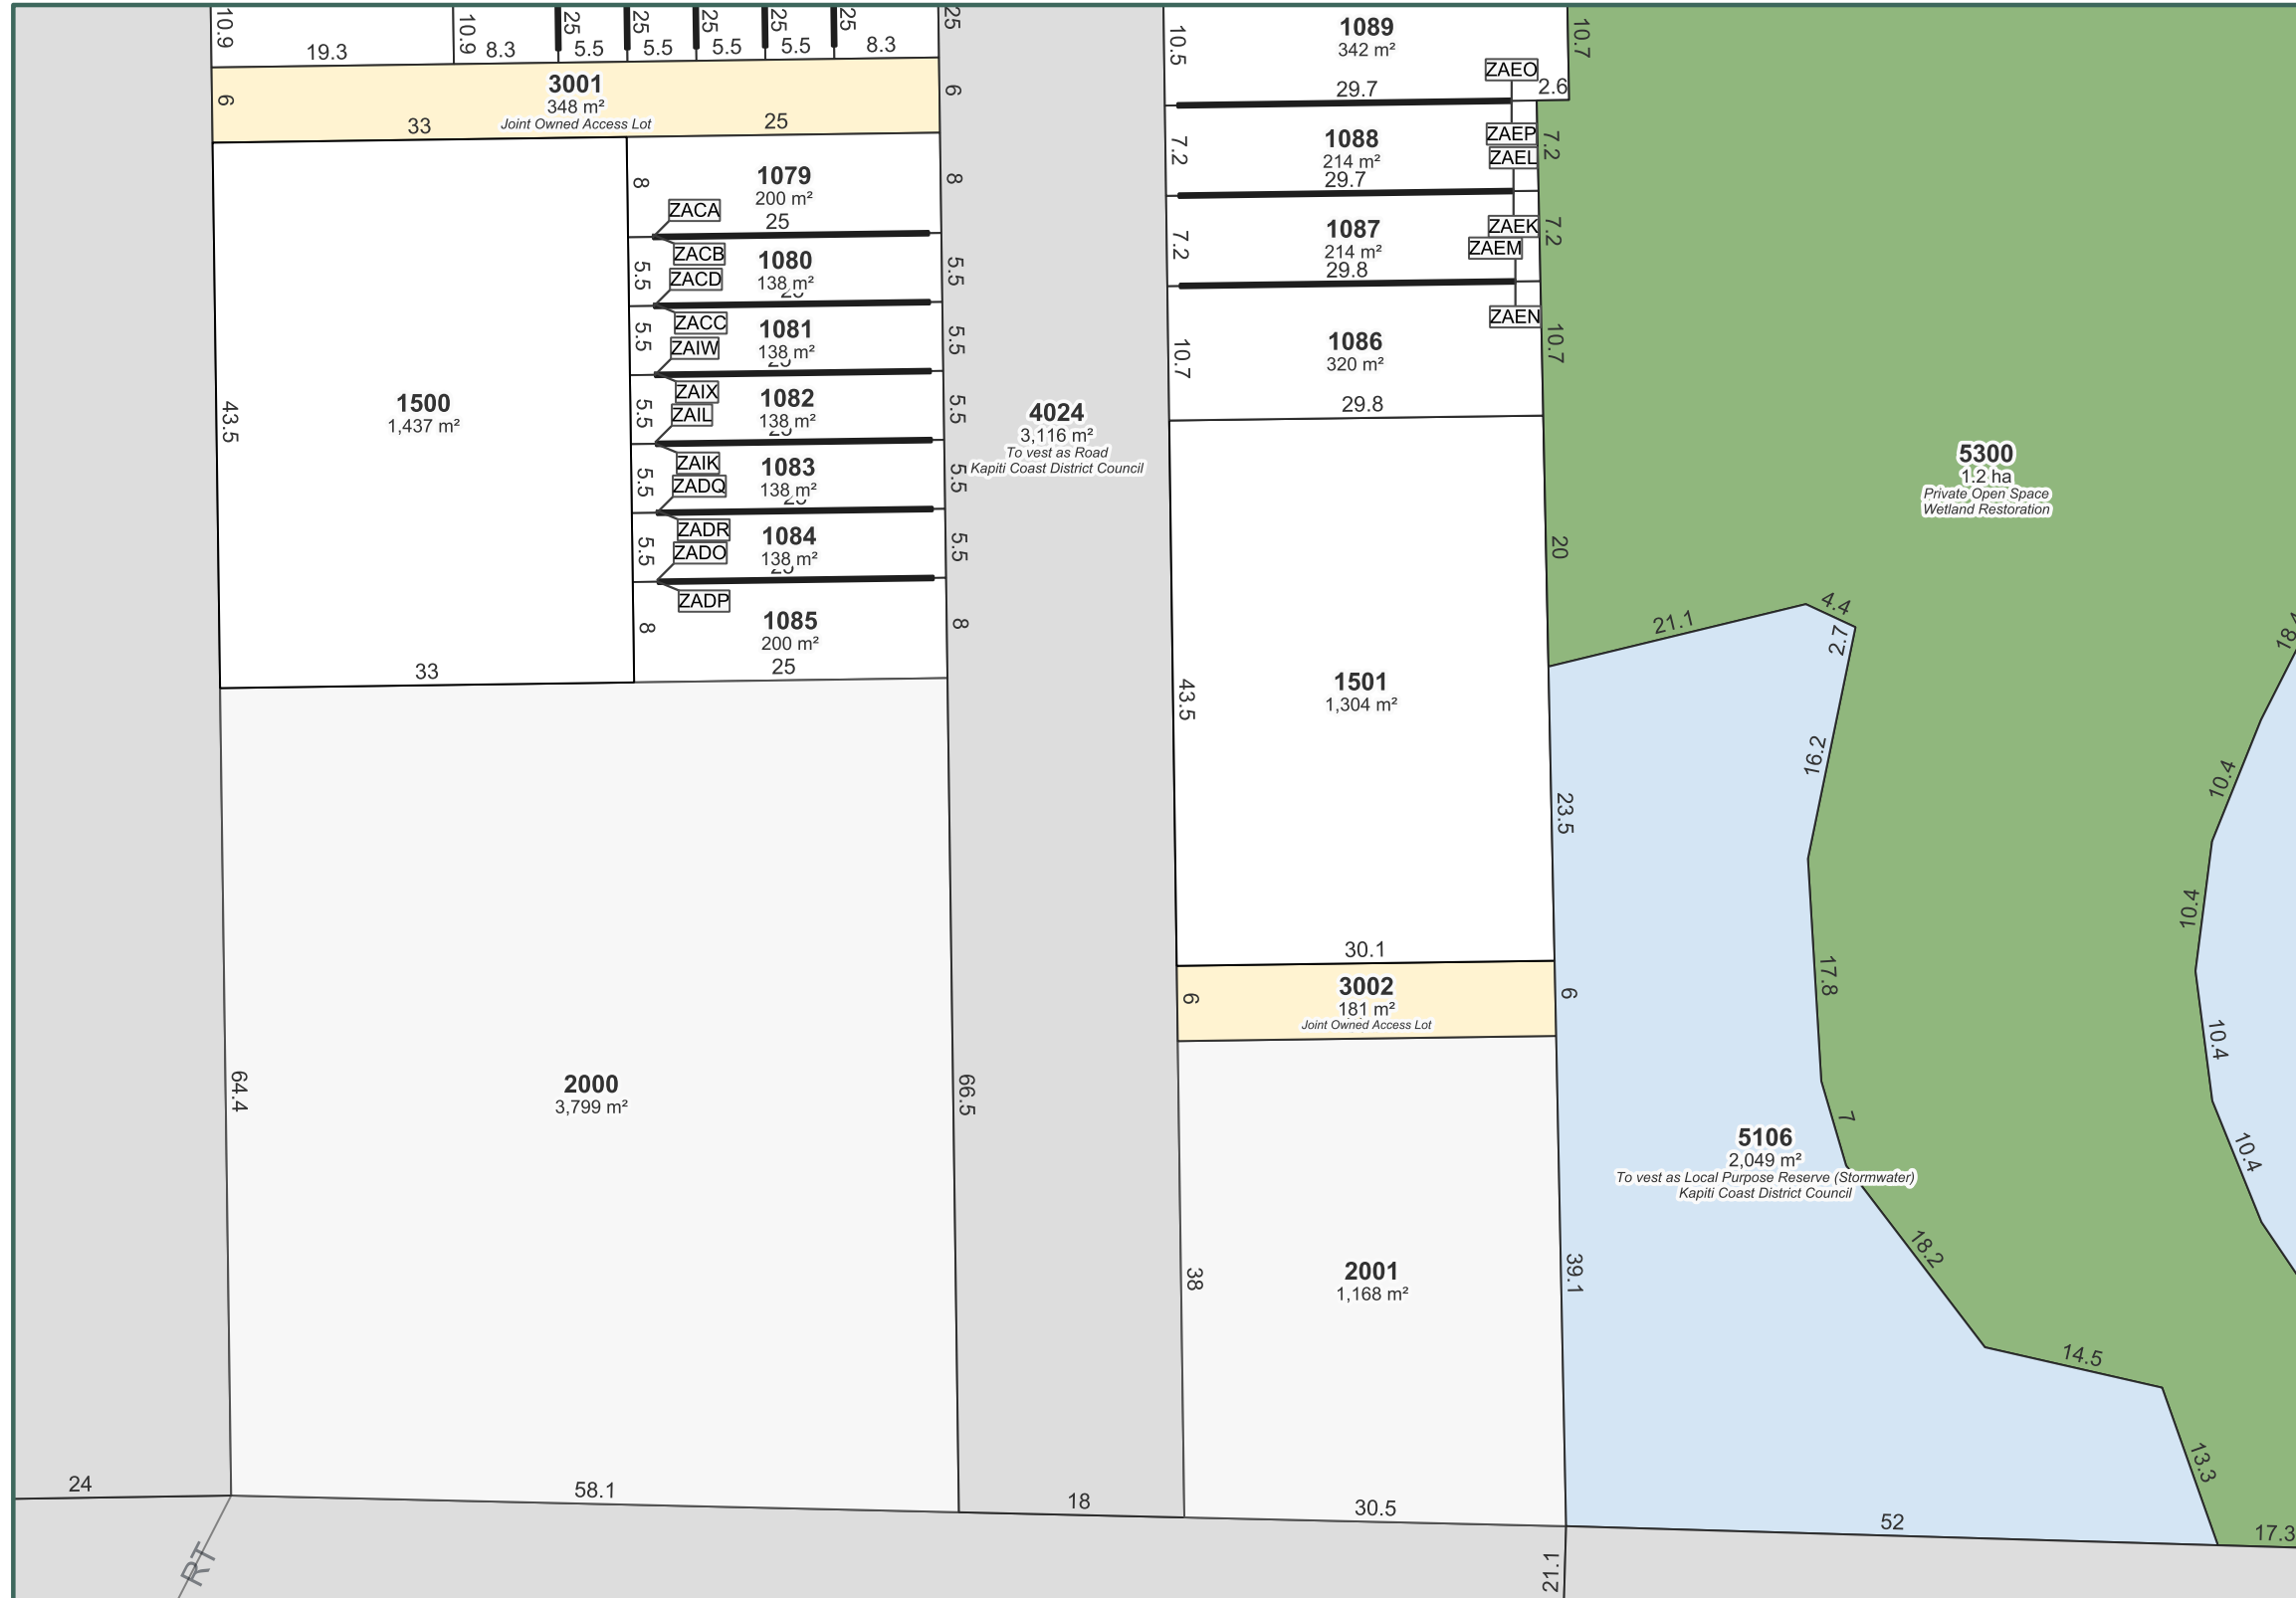 10.9
19.3
10.9
8.3
25
5.5
25
5.5
25
5.5
25
5.5
25
8.3
25
3001
348 m²
Joint Owned Access Lot
6
33
25
6
1500
1,437 m²
43.5
33
8
1079
200 m²
25
8
ZACA
ZACB
ZACD
5.5
1080
138 m²
25
5.5
ZACC
ZAIW
5.5
1081
138 m²
25
5.5
ZAIX
ZAIL
5.5
1082
138 m²
25
5.5
ZAIK
ZADQ
5.5
1083
138 m²
25
5.5
ZADR
ZADO
5.5
1084
138 m²
25
5.5
ZADP
8
1085
200 m²
25
8
4024
3,116 m²
To vest as Road
Kapiti Coast District Council
10.5
1089
342 m²
29.7
ZAEO
2.6
10.7
7.2
1088
214 m²
29.7
ZAEP
ZAEL
7.2
7.2
1087
214 m²
29.8
ZAEK
ZAEM
7.2
10.7
1086
320 m²
29.8
ZAEN
10.7
5300
1.2 ha
Private Open Space
Wetland Restoration
20
21.1
4.4
2.7
16.2
43.5
1501
1,304 m²
30.1
23.5
10.4
10.4
17.8
10.4
10.4
6
3002
181 m²
Joint Owned Access Lot
6
64.4
2000
3,799 m²
66.5
58.1
38
2001
1,168 m²
30.5
39.1
7
5106
2,049 m²
To vest as Local Purpose Reserve (Stormwater)
Kapiti Coast District Council
18.2
14.5
13.3
24
18
52
17.3
RT
21.1